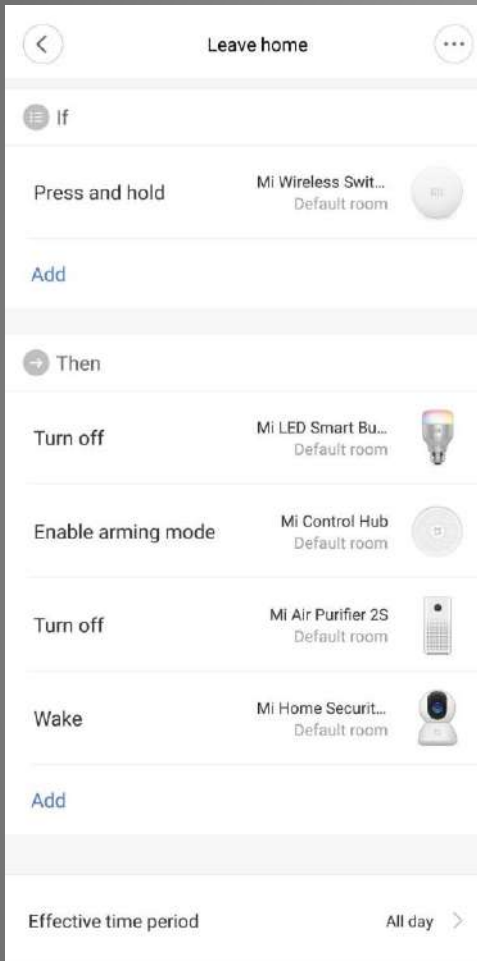 Leave home
If
Press and hold
Mi Wireless Swit...
Default room
Add
Then
Turn off
Mi LED Smart Bu...
Default room
Enable arming mode
Mi Control Hub
Default room
Turn off
Mi Air Purifier 2S
Default room
Wake
Mi Home Securit...
Default room
Add
Effective time period
All day